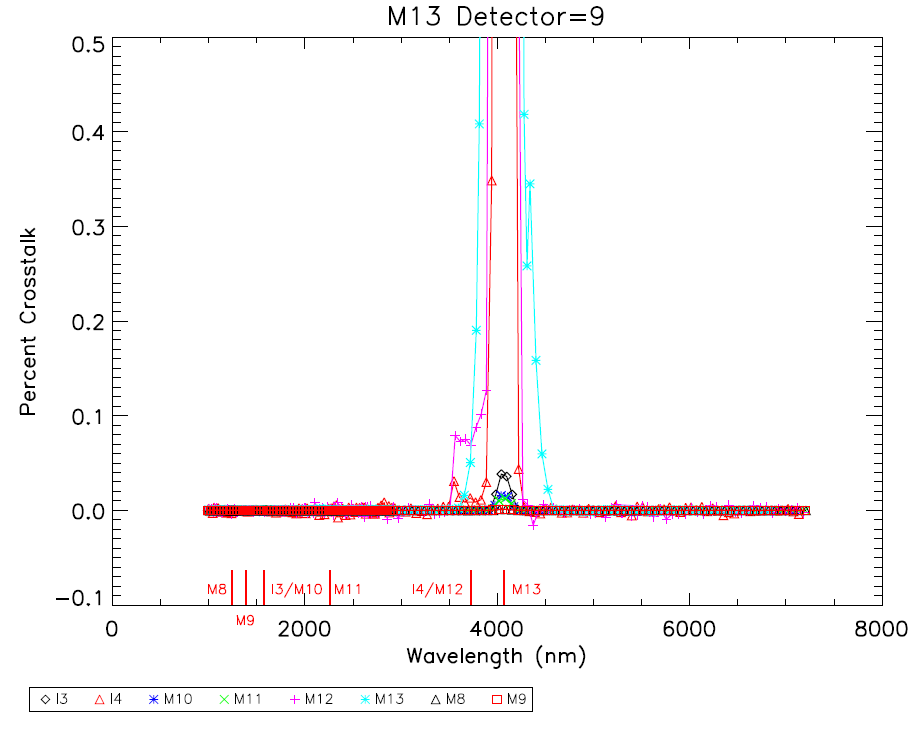 M13 Detector=9
0.5
0.4
0.3
0.2
0.1
0.0
-0.1
Percent Crosstalk
M8 I3/M10 M11 I4/M12 M13
M9
0 2000 4000 6000 8000
Wavelength (nm)
I3 I4 M10 M11 M12 M13 M8 M9